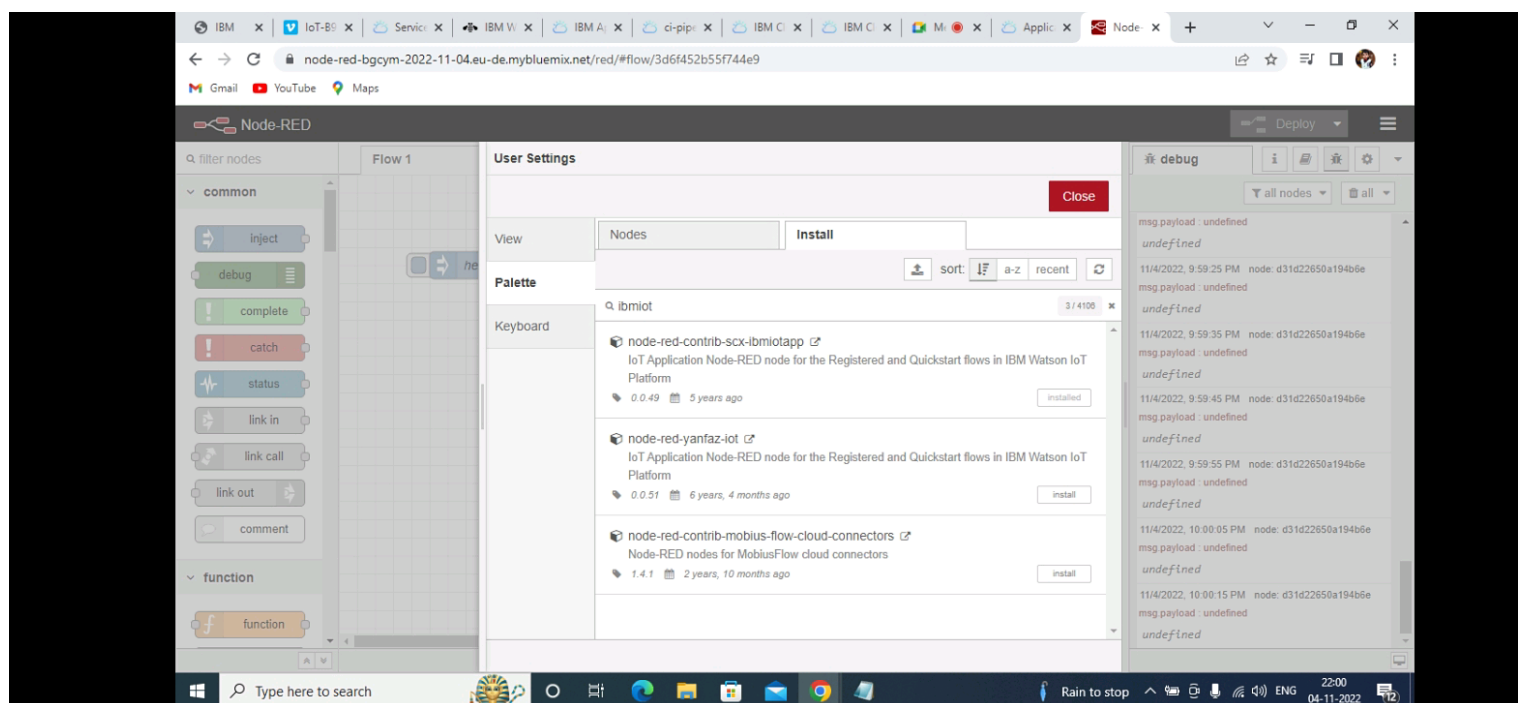 IBM
IoT-B9
Service
IBM W
IBM A
ci-pipe
IBM Cl
IBM Cl
Me
Applic
Node-
node-red-bgcym-2022-11-04.eu-de.mybluemix.net/red/#flow/3d6f452b55f744e9
Gmail
YouTube
Maps
Node-RED
Deploy
filter nodes
common
inject
debug
complete
catch
status
link in
link call
link out
comment
function
function
Flow 1
he
User Settings
Close
View
Palette
Keyboard
Nodes
Install
sort:
a-z
recent
ibmiot
3 / 4106
node-red-contrib-scx-ibmiotapp
IoT Application Node-RED node for the Registered and Quickstart flows in IBM Watson IoT
Platform
0.0.49 5 years ago
installed
node-red-yanfaz-iot
IoT Application Node-RED node for the Registered and Quickstart flows in IBM Watson IoT
Platform
0.0.51 6 years, 4 months ago
install
node-red-contrib-mobius-flow-cloud-connectors
Node-RED nodes for MobiusFlow cloud connectors
1.4.1 2 years, 10 months ago
install
debug
i
all nodes
all
msg.payload : undefined
undefined
11/4/2022, 9:59:25 PM node: d31d22650a194b6e
msg.payload : undefined
undefined
11/4/2022, 9:59:35 PM node: d31d22650a194b6e
msg.payload : undefined
undefined
11/4/2022, 9:59:45 PM node: d31d22650a194b6e
msg.payload : undefined
undefined
11/4/2022, 9:59:55 PM node: d31d22650a194b6e
msg.payload : undefined
undefined
11/4/2022, 10:00:05 PM node: d31d22650a194b6e
msg.payload : undefined
undefined
11/4/2022, 10:00:15 PM node: d31d22650a194b6e
msg.payload : undefined
undefined
Type here to search
Rain to stop
ENG
22:00
04-11-2022
12